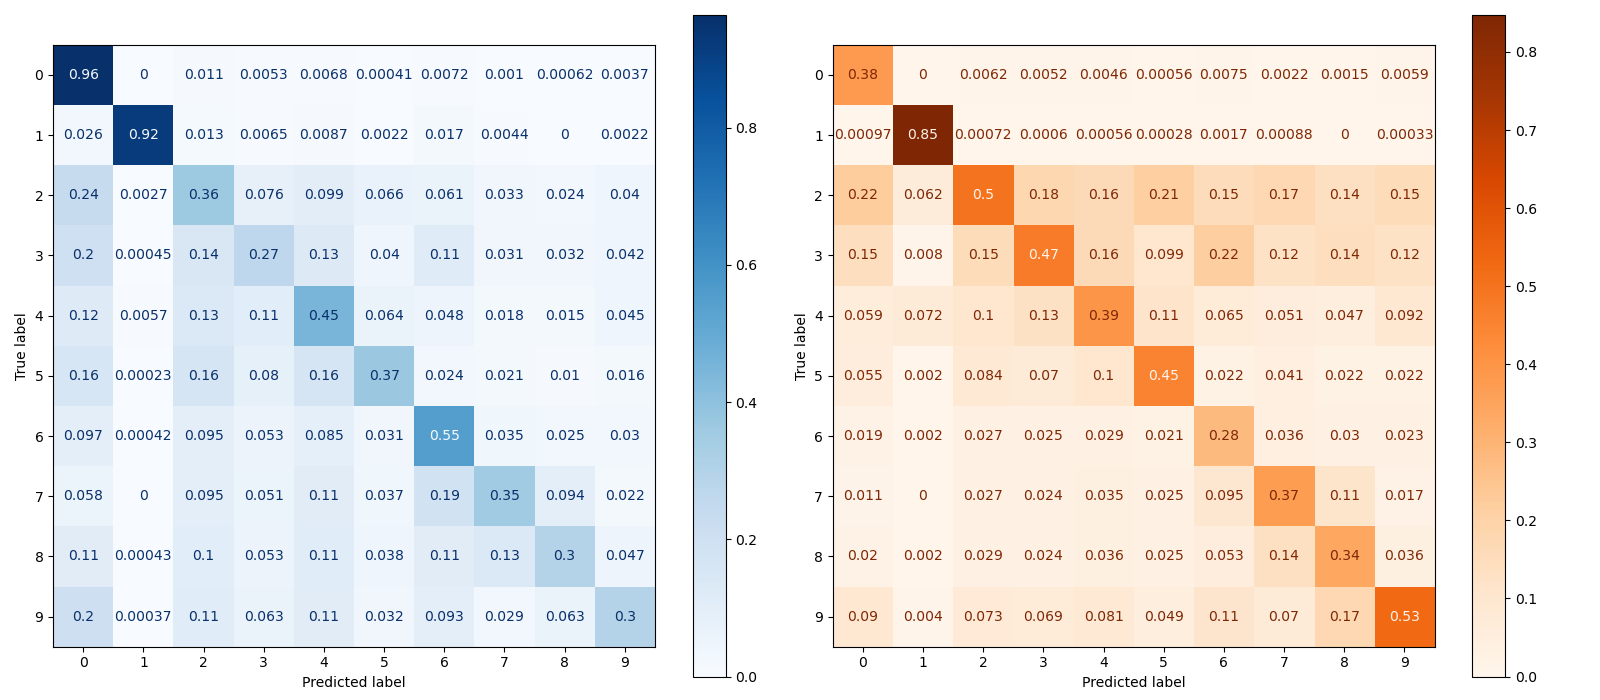 0 0.96 0 0.011 0.0053 0.0068 0.00041 0.0072 0.001 0.00062 0.0037
1 0.026 0.92 0.013 0.0065 0.0087 0.0022 0.017 0.0044 0 0.0022
2 0.24 0.0027 0.36 0.076 0.099 0.066 0.061 0.033 0.024 0.04
3 0.2 0.00045 0.14 0.27 0.13 0.04 0.11 0.031 0.032 0.042
4 0.12 0.0057 0.13 0.11 0.45 0.064 0.048 0.018 0.015 0.045
5 0.16 0.00023 0.16 0.08 0.16 0.37 0.024 0.021 0.01 0.016
6 0.097 0.00042 0.095 0.053 0.085 0.031 0.55 0.035 0.025 0.03
7 0.058 0 0.095 0.051 0.11 0.037 0.19 0.35 0.094 0.022
8 0.11 0.00043 0.1 0.053 0.11 0.038 0.11 0.13 0.3 0.047
9 0.2 0.00037 0.11 0.063 0.11 0.032 0.093 0.029 0.063 0.3
0 1 2 3 4 5 6 7 8 9
True label
Predicted label
0.8
0.6
0.4
0.2
0.0
0 0.38 0 0.0062 0.0052 0.0046 0.00056 0.0075 0.0022 0.0015 0.0059
1 0.00097 0.85 0.00072 0.0006 0.00056 0.00028 0.0017 0.00088 0 0.00033
2 0.22 0.062 0.5 0.18 0.16 0.21 0.15 0.17 0.14 0.15
3 0.15 0.008 0.15 0.47 0.16 0.099 0.22 0.12 0.14 0.12
4 0.059 0.072 0.1 0.13 0.39 0.11 0.065 0.051 0.047 0.092
5 0.055 0.002 0.084 0.07 0.1 0.45 0.022 0.041 0.022 0.022
6 0.019 0.002 0.027 0.025 0.029 0.021 0.28 0.036 0.03 0.023
7 0.011 0 0.027 0.024 0.035 0.025 0.095 0.37 0.11 0.017
8 0.02 0.002 0.029 0.024 0.036 0.025 0.053 0.14 0.34 0.036
9 0.09 0.004 0.073 0.069 0.081 0.049 0.11 0.07 0.17 0.53
0 1 2 3 4 5 6 7 8 9
True label
Predicted label
0.8
0.7
0.6
0.5
0.4
0.3
0.2
0.1
0.0